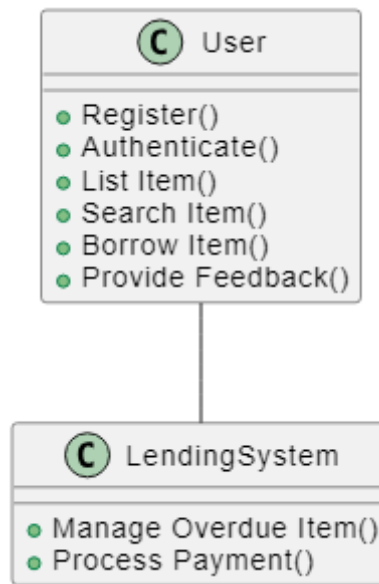 C User
Register()
Authenticate()
List Item()
Search Item()
Borrow Item()
Provide Feedback()
C LendingSystem
Manage Overdue Item()
Process Payment()